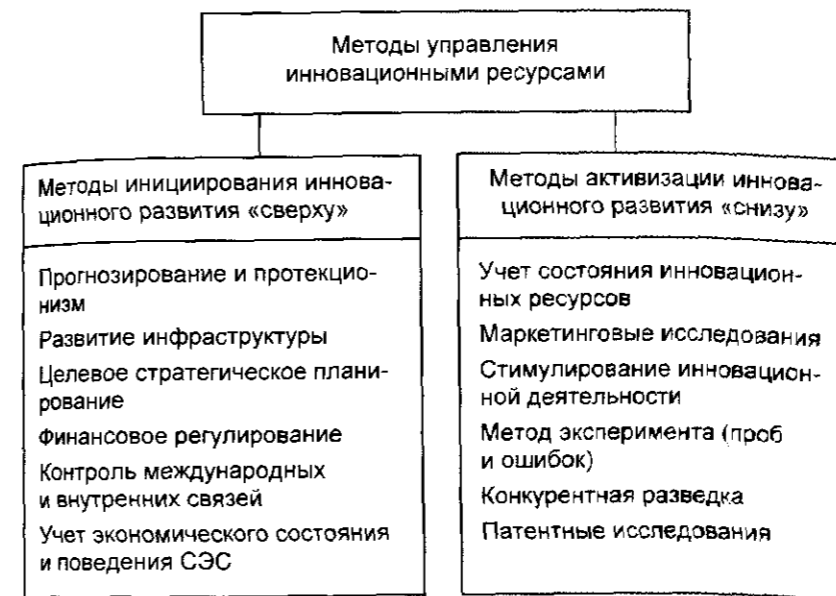 Методы управления
инновационными ресурсами
Методы инициирования иннова-
ционного развития «сверху»
Прогнозирование и протекцио-
низм
Развитие инфраструктуры
Целевое стратегическое плани-
рование
Финансовое регулирование
Контроль международных
и внутренних связей
Учет экономического состояния
и поведения СЭС
Методы активизации иннова-
ционного развития «снизу»
Учет состояния инновацион-
ных ресурсов
Маркетинговые исследования
Стимулирование инновацион-
ной деятельности
Метод эксперимента (проб
и ошибок)
Конкурентная разведка
Патентные исследования